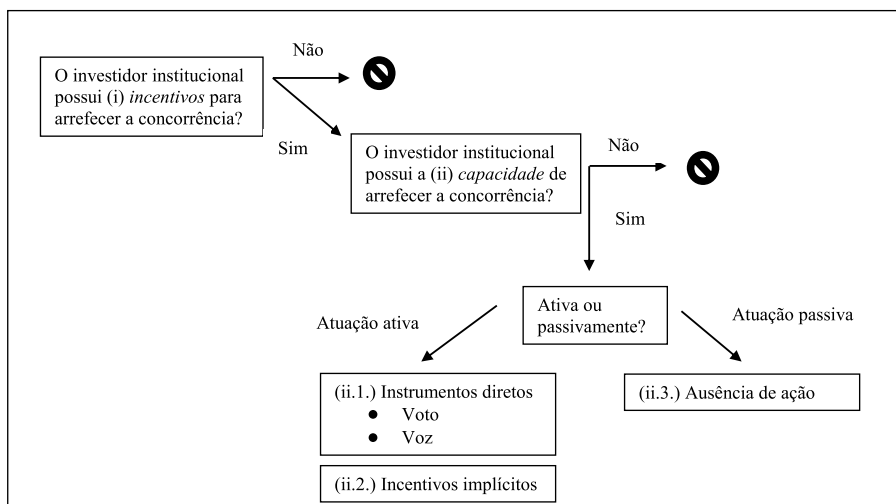 Não
O investidor institucional
possui (i) incentivos para
arrefecer a concorrência?
Sim
Não
O investidor institucional
possui a (ii) capacidade de
arrefecer a concorrência?
Sim
Ativa ou
passivamente?
Atuação ativa
Atuação passiva
(ii.1.) Instrumentos diretos
● Voto
● Voz
(ii.3.) Ausência de ação
(ii.2.) Incentivos implícitos